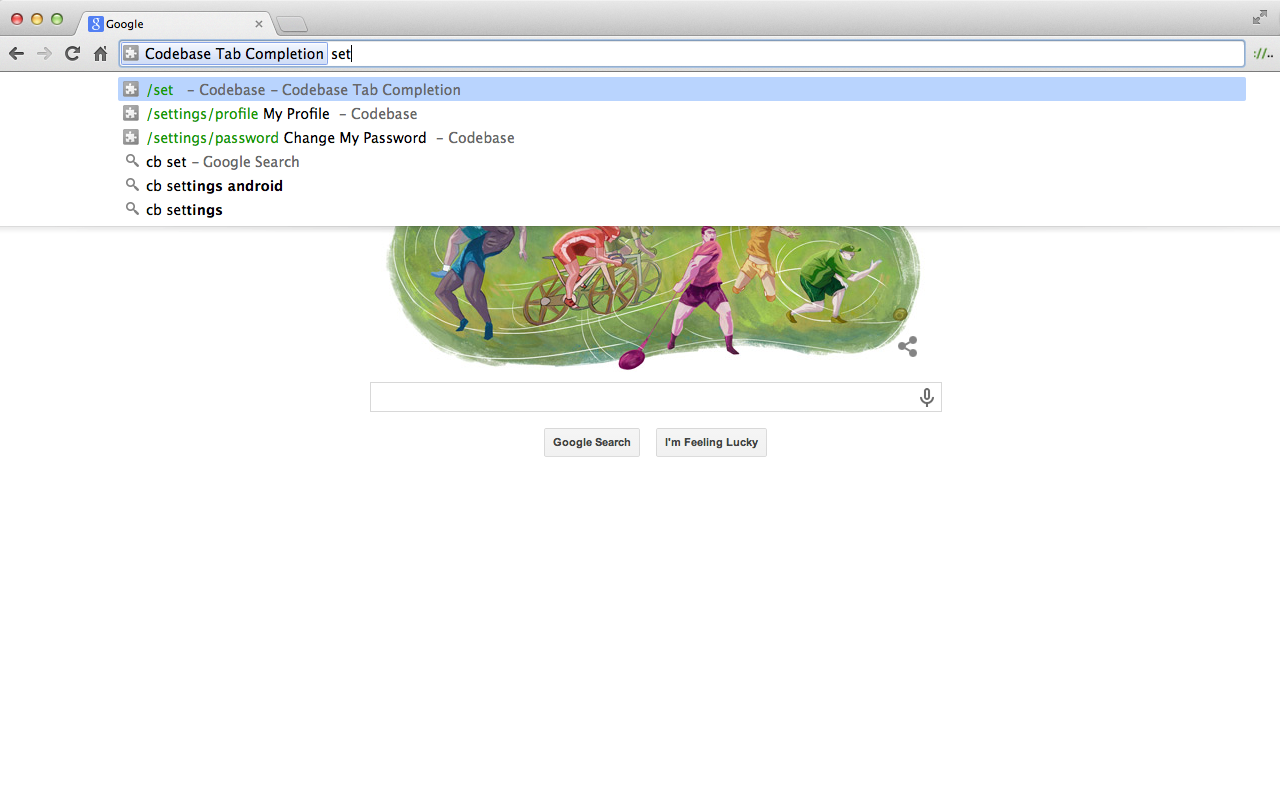 Google
Codebase Tab Completion set
://..
/set – Codebase – Codebase Tab Completion
/settings/profile My Profile – Codebase
/settings/password Change My Password – Codebase
cb set – Google Search
cb settings android
cb settings
Google Search
I'm Feeling Lucky